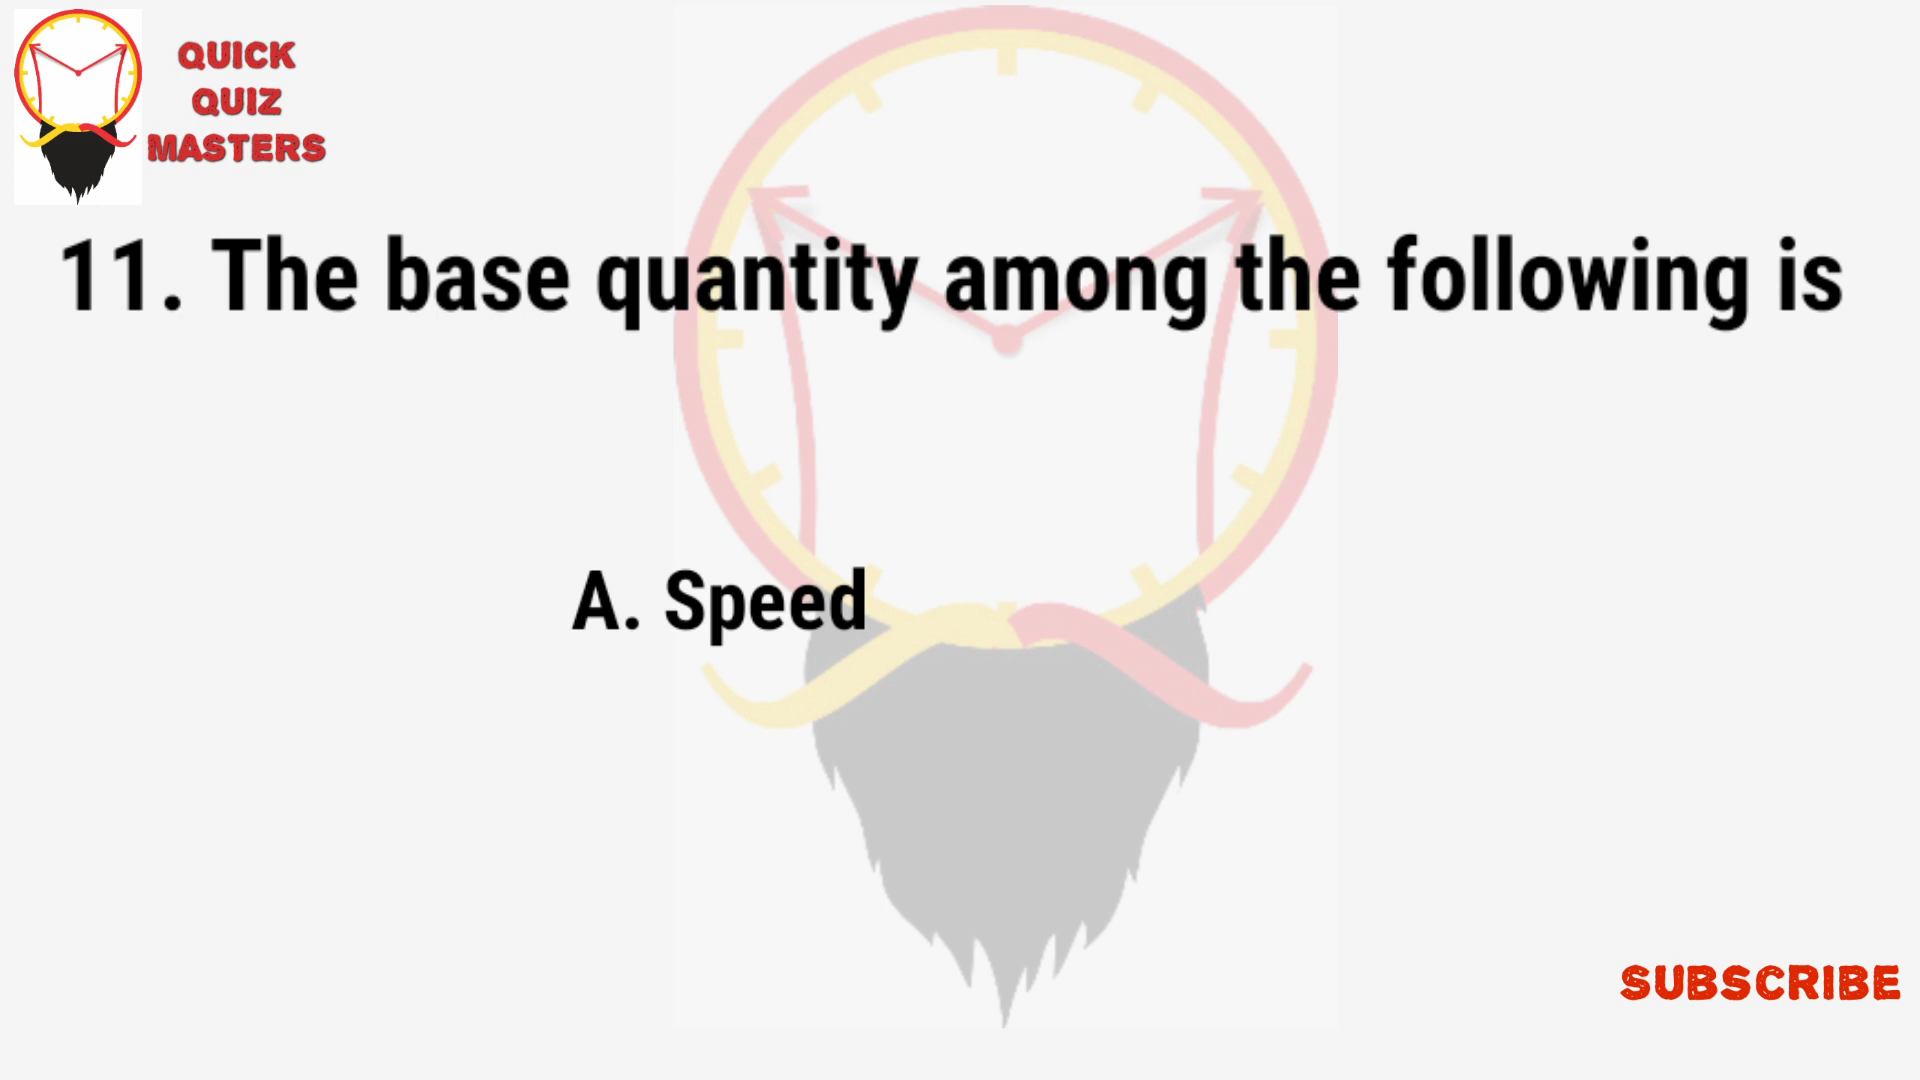 QUICK
QUIZ
MASTERS
11. The base quantity among the following is
A. Speed
SUBSCRIBE